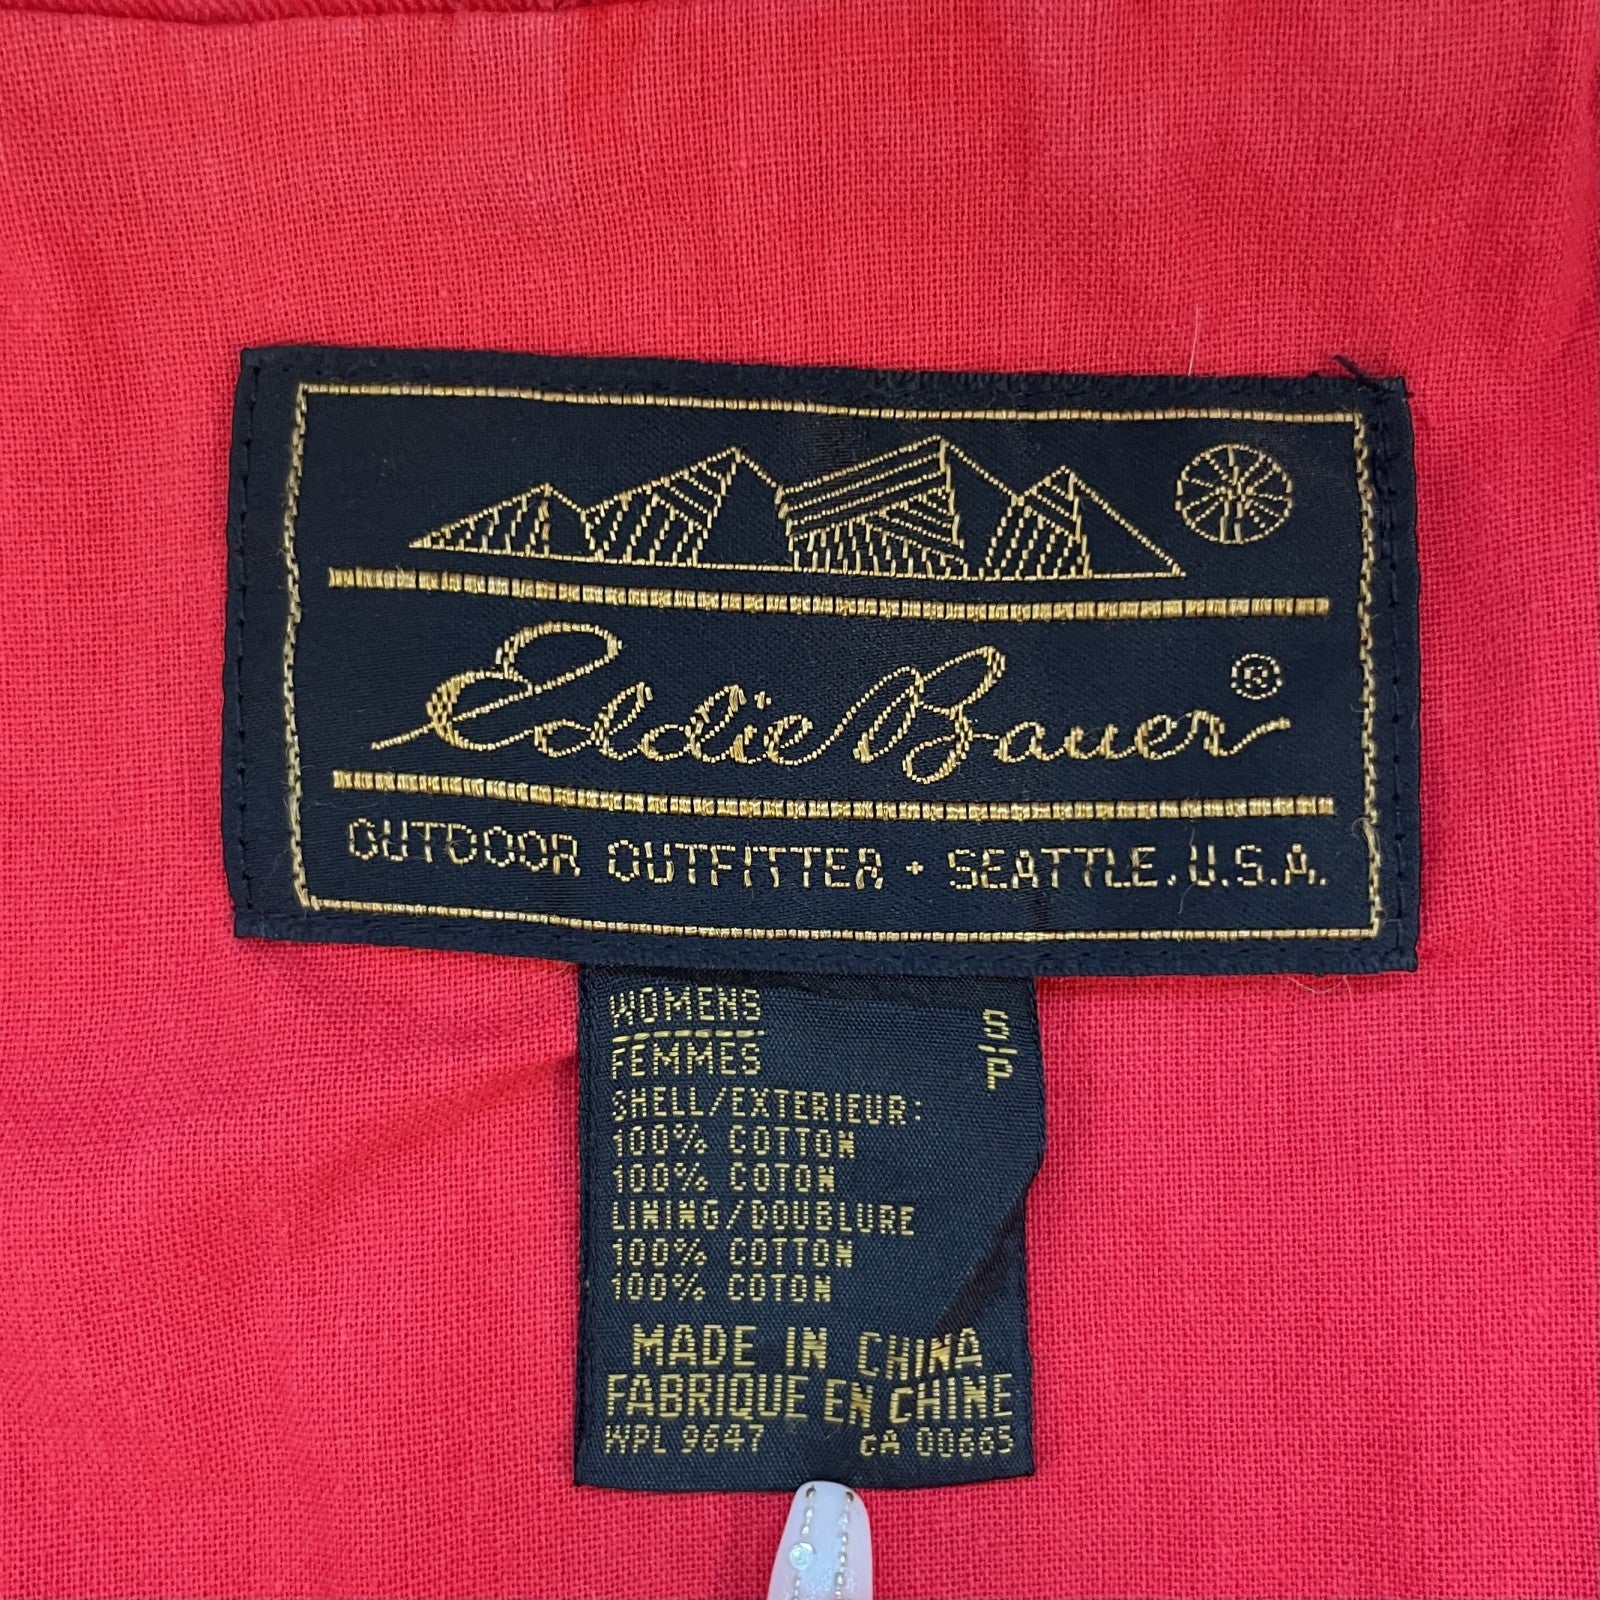 Eddie Bauer ®
OUTDOOR OUTFITTER • SEATTLE, U.S.A.
WOMENS S
FEMMES P
SHELL/EXTERIEUR:
100% COTTON
100% COTON
LINING/DOUBLURE
100% COTTON
100% COTON
MADE IN CHINA
FABRIQUE EN CHINE
WPL 9647 CA 00665